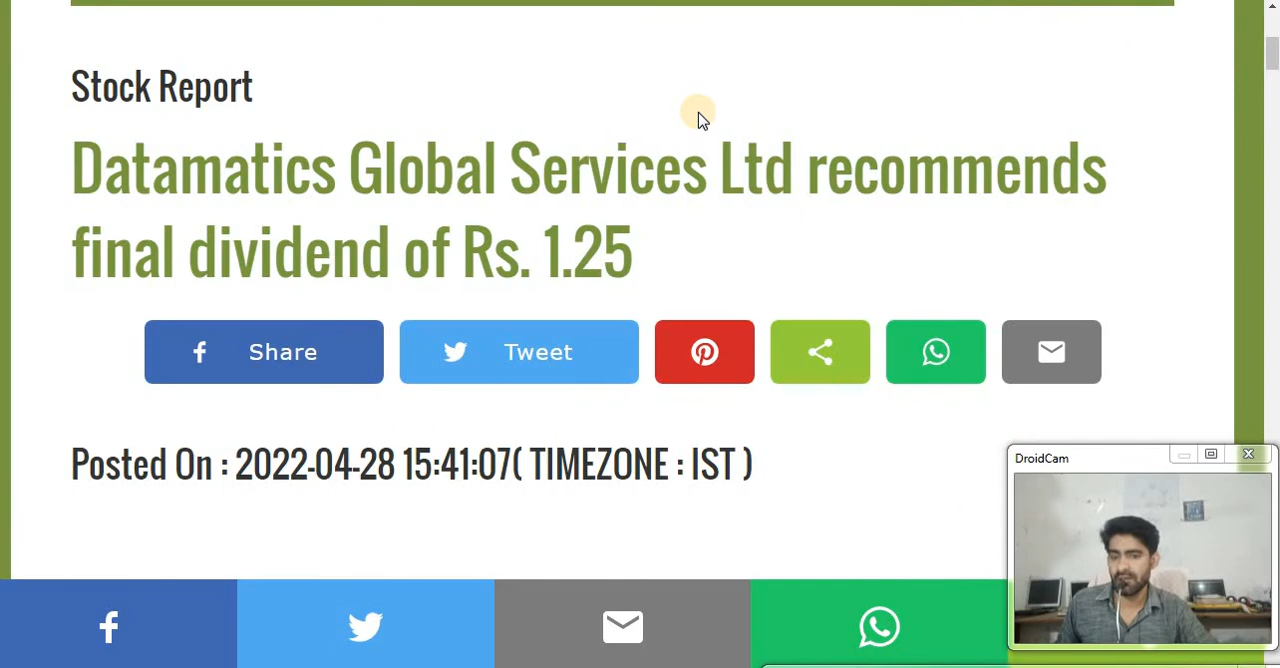 Stock Report
Datamatics Global Services Ltd recommends
final dividend of Rs. 1.25
Share
Tweet
Posted On : 2022-04-28 15:41:07( TIMEZONE : IST )
DroidCam